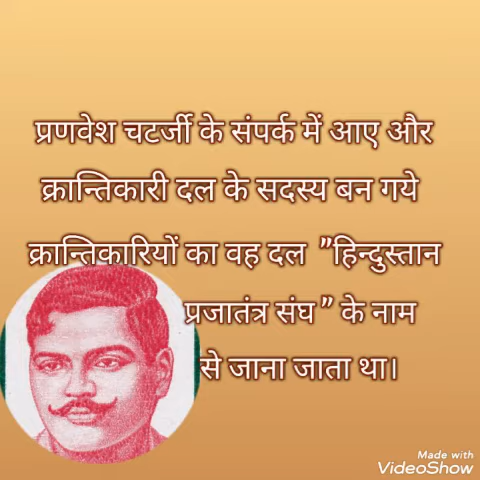 प्रणवेश चटर्जी के संपर्क में आए और
क्रान्तिकारी दल के सदस्य बन गये
क्रान्तिकारियों का वह दल "हिन्दुस्तान
प्रजातंत्र संघ" के नाम
से जाना जाता था।
Made with
VideoShow